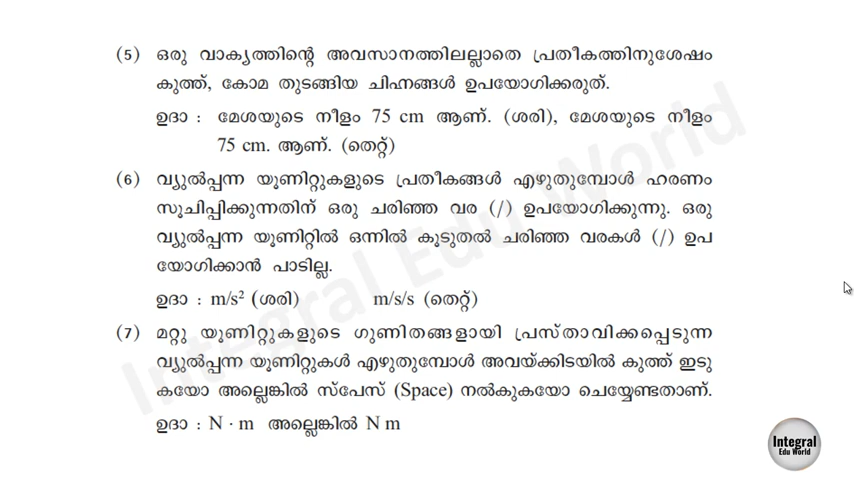 (5) ഒരു വാക്യത്തിന്റെ അവസാനത്തിലല്ലാതെ പ്രതീകത്തിനുശേഷം
കുത്ത്, കോമ തുടങ്ങിയ ചിഹ്നങ്ങൾ ഉപയോഗിക്കരുത്.
ഉദാ : മേശയുടെ നീളം 75 cm ആണ്. (ശരി), മേശയുടെ നീളം
75 cm. ആണ്. (തെറ്റ്)
(6) വ്യുൽപ്പന്ന യൂണിറ്റുകളുടെ പ്രതീകങ്ങൾ എഴുതുമ്പോൾ ഹരണം
സൂചിപ്പിക്കുന്നതിന് ഒരു ചരിഞ്ഞ വര (/) ഉപയോഗിക്കുന്നു. ഒരു
വ്യുൽപ്പന്ന യൂണിറ്റിൽ ഒന്നിൽ കൂടുതൽ ചരിഞ്ഞ വരകൾ (/) ഉപ
യോഗിക്കാൻ പാടില്ല.
ഉദാ : m/s² (ശരി) m/s/s (തെറ്റ്)
(7) മറ്റു യൂണിറ്റുകളുടെ ഗുണിതങ്ങളായി പ്രസ്താവിക്കപ്പെടുന്ന
വ്യുൽപ്പന്ന യൂണിറ്റുകൾ എഴുതുമ്പോൾ അവയ്ക്കിടയിൽ കുത്ത് ഇടു
കയോ അല്ലെങ്കിൽ സ്പേസ് (Space) നൽകുകയോ ചെയ്യേണ്ടതാണ്.
ഉദാ : N · m അല്ലെങ്കിൽ N m
Integral Edu World
Integral
Edu World